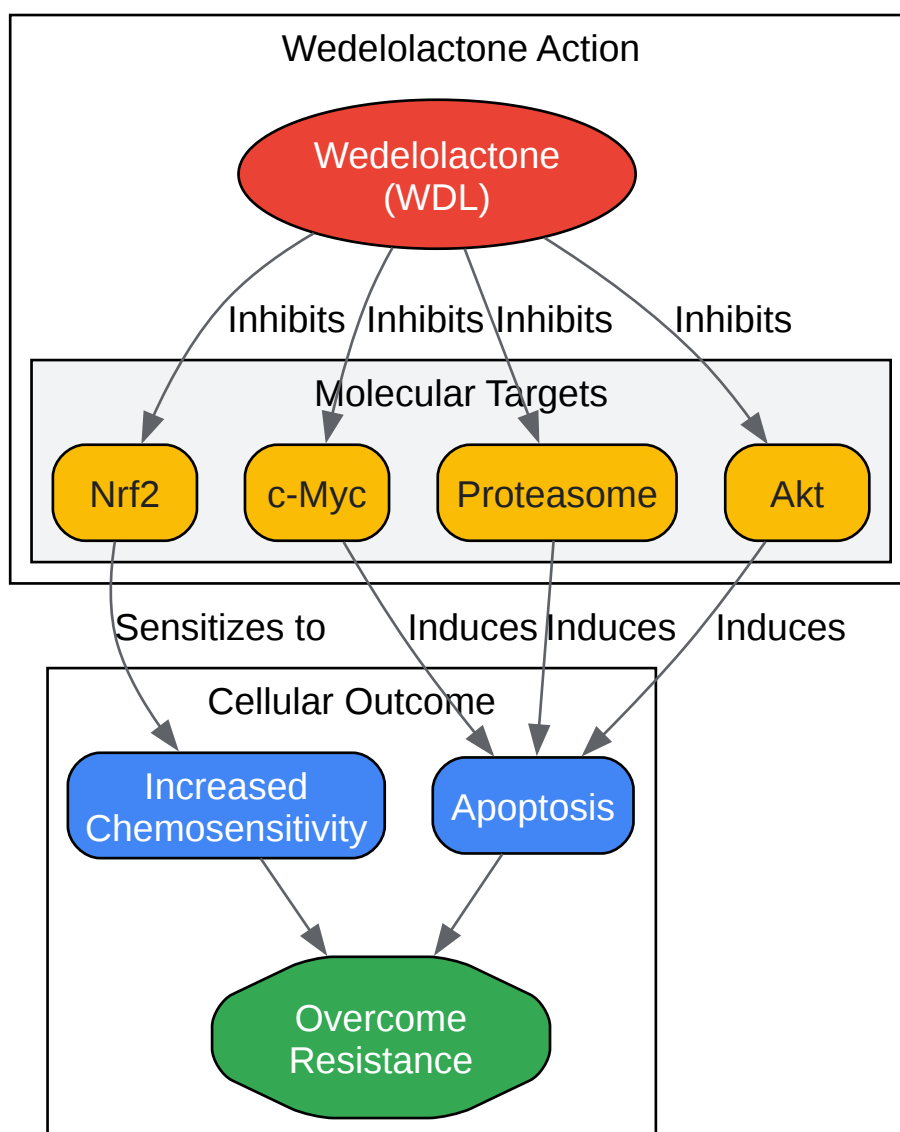 Wedelolactone Action
Wedelolactone
(WDL)
Inhibits
Inhibits
Inhibits
Inhibits
Molecular Targets
Nrf2
c-Myc
Proteasome
Akt
Sensitizes to
Induces
Induces
Induces
Cellular Outcome
Increased
Chemosensitivity
Apoptosis
Overcome
Resistance